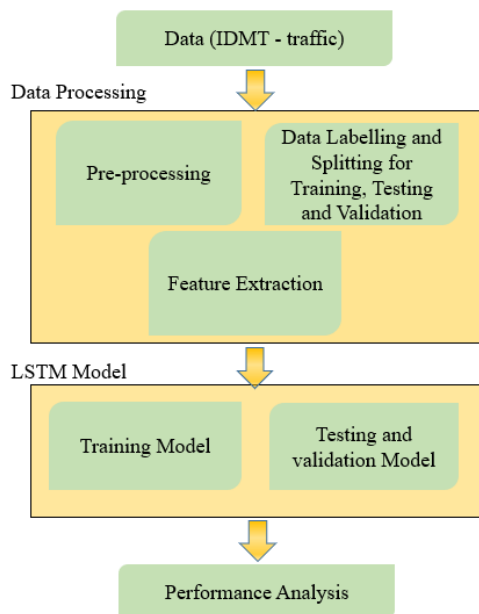 Data (IDMT - traffic)
Data Processing
Pre-processing
Data Labelling and
Splitting for
Training, Testing
and Validation
Feature Extraction
LSTM Model
Training Model
Testing and
validation Model
Performance Analysis